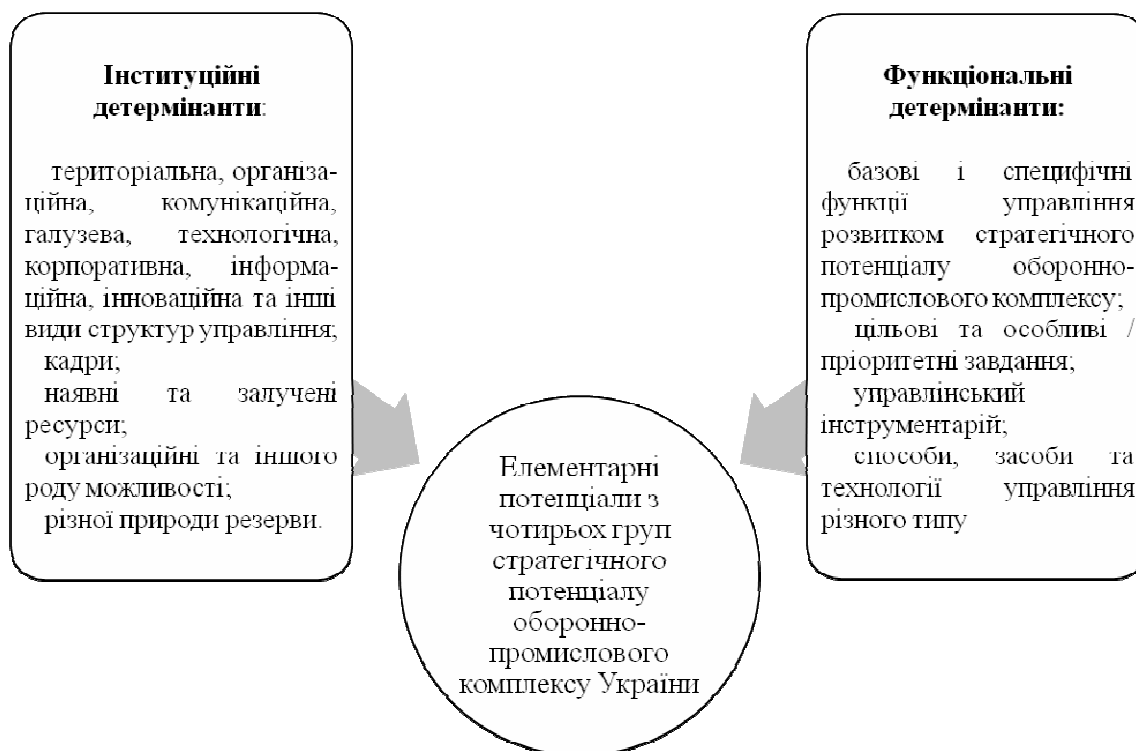 Інституційні
детермінанти:
територіальна, організа-
ційна, комунікаційна,
галузева, технологічна,
корпоративна, інформа-
ційна, інноваційна та інші
види структур управління;
кадри;
наявні та залучені
ресурси;
організаційні та іншого
роду можливості;
різної природи резерви.
Функціональні
детермінанти:
базові і специфічні
функції управління
розвитком стратегічного
потенціалу оборонно-
промислового комплексу;
цільові та особливі /
пріоритетні завдання;
управлінський
інструментарій;
способи, засоби та
технології управління
різного типу
Елементарні
потенціали з
чотирьох груп
стратегічного
потенціалу
оборонно-
промислового
комплексу України